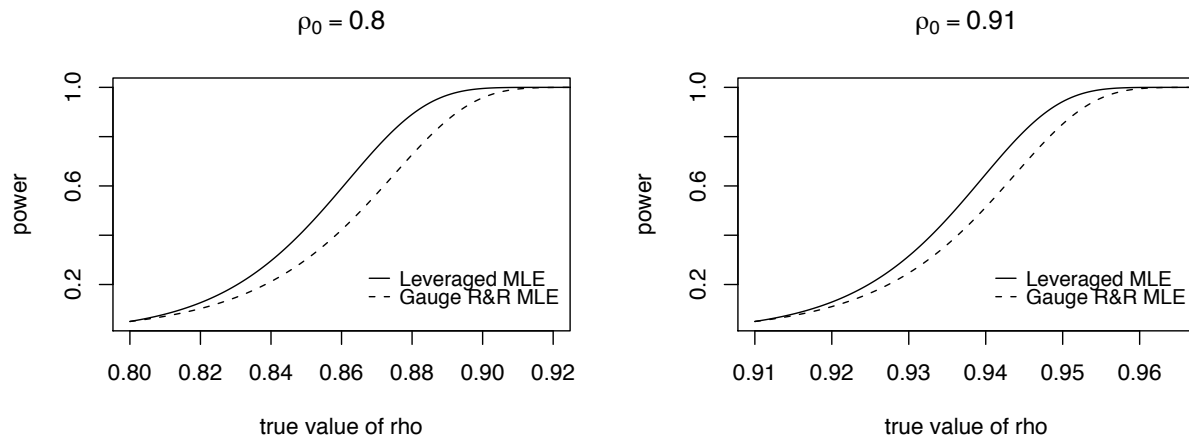 ρ₀ = 0.8
power
1.0
0.6
0.2
Leveraged MLE
Gauge R&R MLE
0.80 0.82 0.84 0.86 0.88 0.90 0.92
true value of rho
ρ₀ = 0.91
power
1.0
0.6
0.2
Leveraged MLE
Gauge R&R MLE
0.91 0.92 0.93 0.94 0.95 0.96
true value of rho